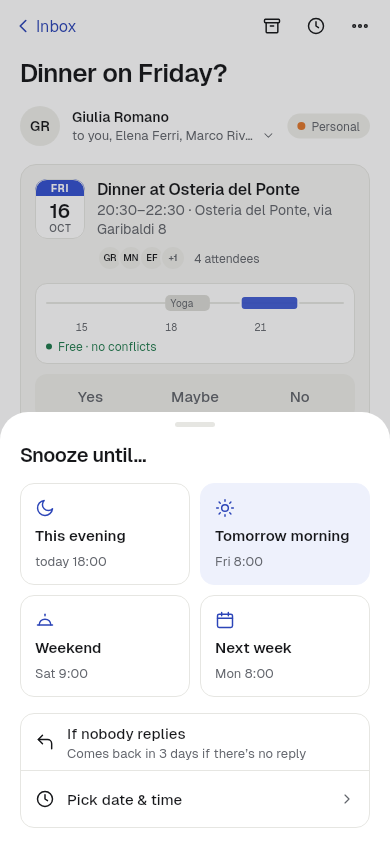 Inbox
Dinner on Friday?
GR
Giulia Romano
to you, Elena Ferri, Marco Riv...
Personal
FRI
16
OCT
Dinner at Osteria del Ponte
20:30–22:30 · Osteria del Ponte, via
Garibaldi 8
GR MN EF +1 4 attendees
Yoga
15 18 21
Free · no conflicts
Yes Maybe No
Snooze until…
This evening
today 18:00
Tomorrow morning
Fri 8:00
Weekend
Sat 9:00
Next week
Mon 8:00
If nobody replies
Comes back in 3 days if there's no reply
Pick date & time